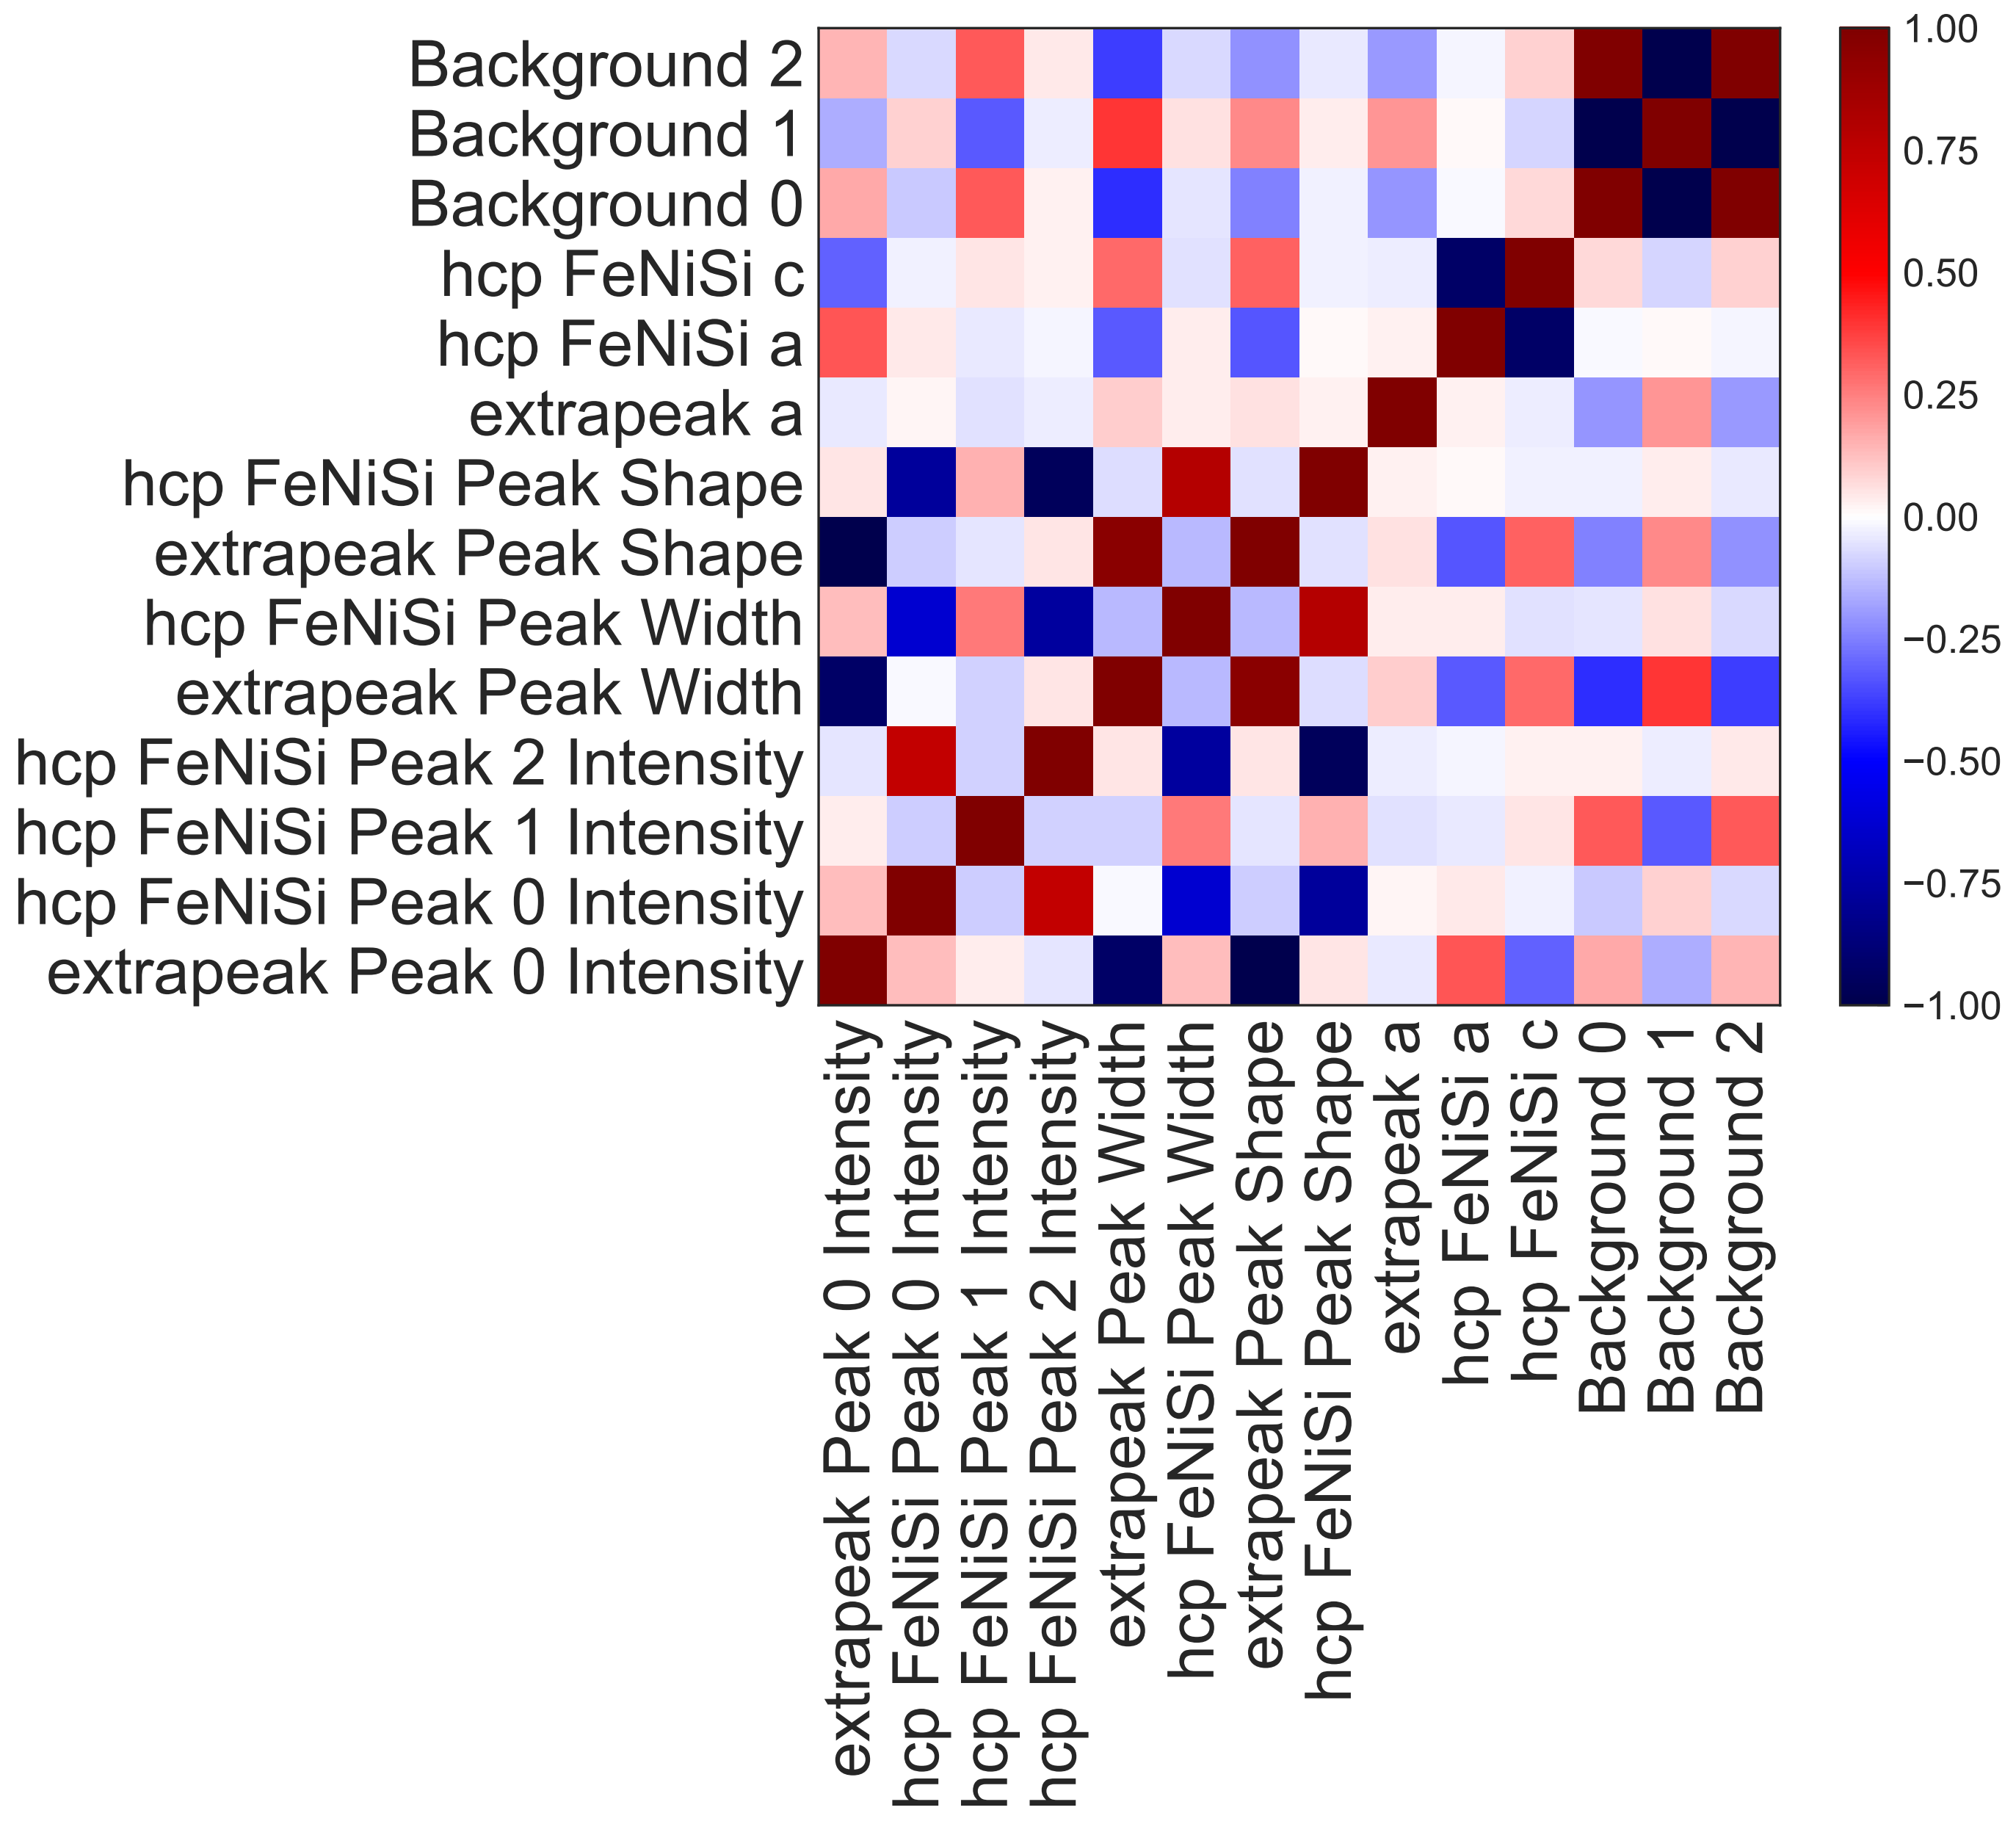 Background 2
Background 1
Background 0
hcp FeNiSi c
hcp FeNiSi a
extrapeak a
hcp FeNiSi Peak Shape
extrapeak Peak Shape
hcp FeNiSi Peak Width
extrapeak Peak Width
hcp FeNiSi Peak 2 Intensity
hcp FeNiSi Peak 1 Intensity
hcp FeNiSi Peak 0 Intensity
extrapeak Peak 0 Intensity
extrapeak Peak 0 Intensity
hcp FeNiSi Peak 0 Intensity
hcp FeNiSi Peak 1 Intensity
hcp FeNiSi Peak 2 Intensity
extrapeak Peak Width
hcp FeNiSi Peak Width
extrapeak Peak Shape
hcp FeNiSi Peak Shape
extrapeak a
hcp FeNiSi a
hcp FeNiSi c
Background 0
Background 1
Background 2
1.00
0.75
0.50
0.25
0.00
−0.25
−0.50
−0.75
−1.00